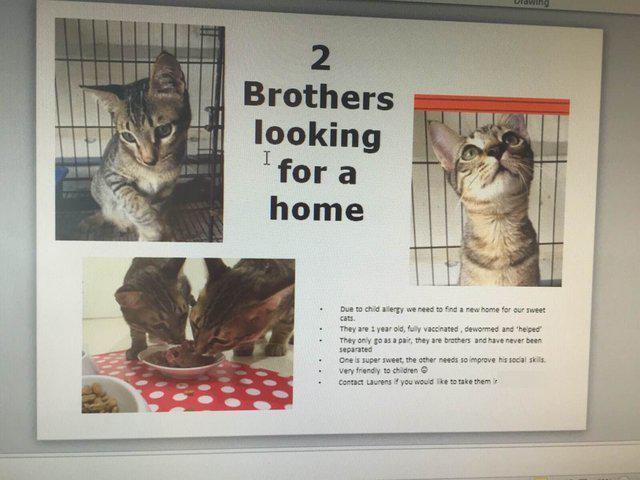 Drawing
2
Brothers
looking
for a
home
• Due to child allergy we need to find a new home for our sweet
cats.
• They are 1 year old, fully vaccinated , dewormed and 'helped'
• They only go as a pair, they are brothers and have never been
separated
• One is super sweet, the other needs so improve his social skills.
• Very friendly to children ☺
• Contact Laurens if you would like to take them ir